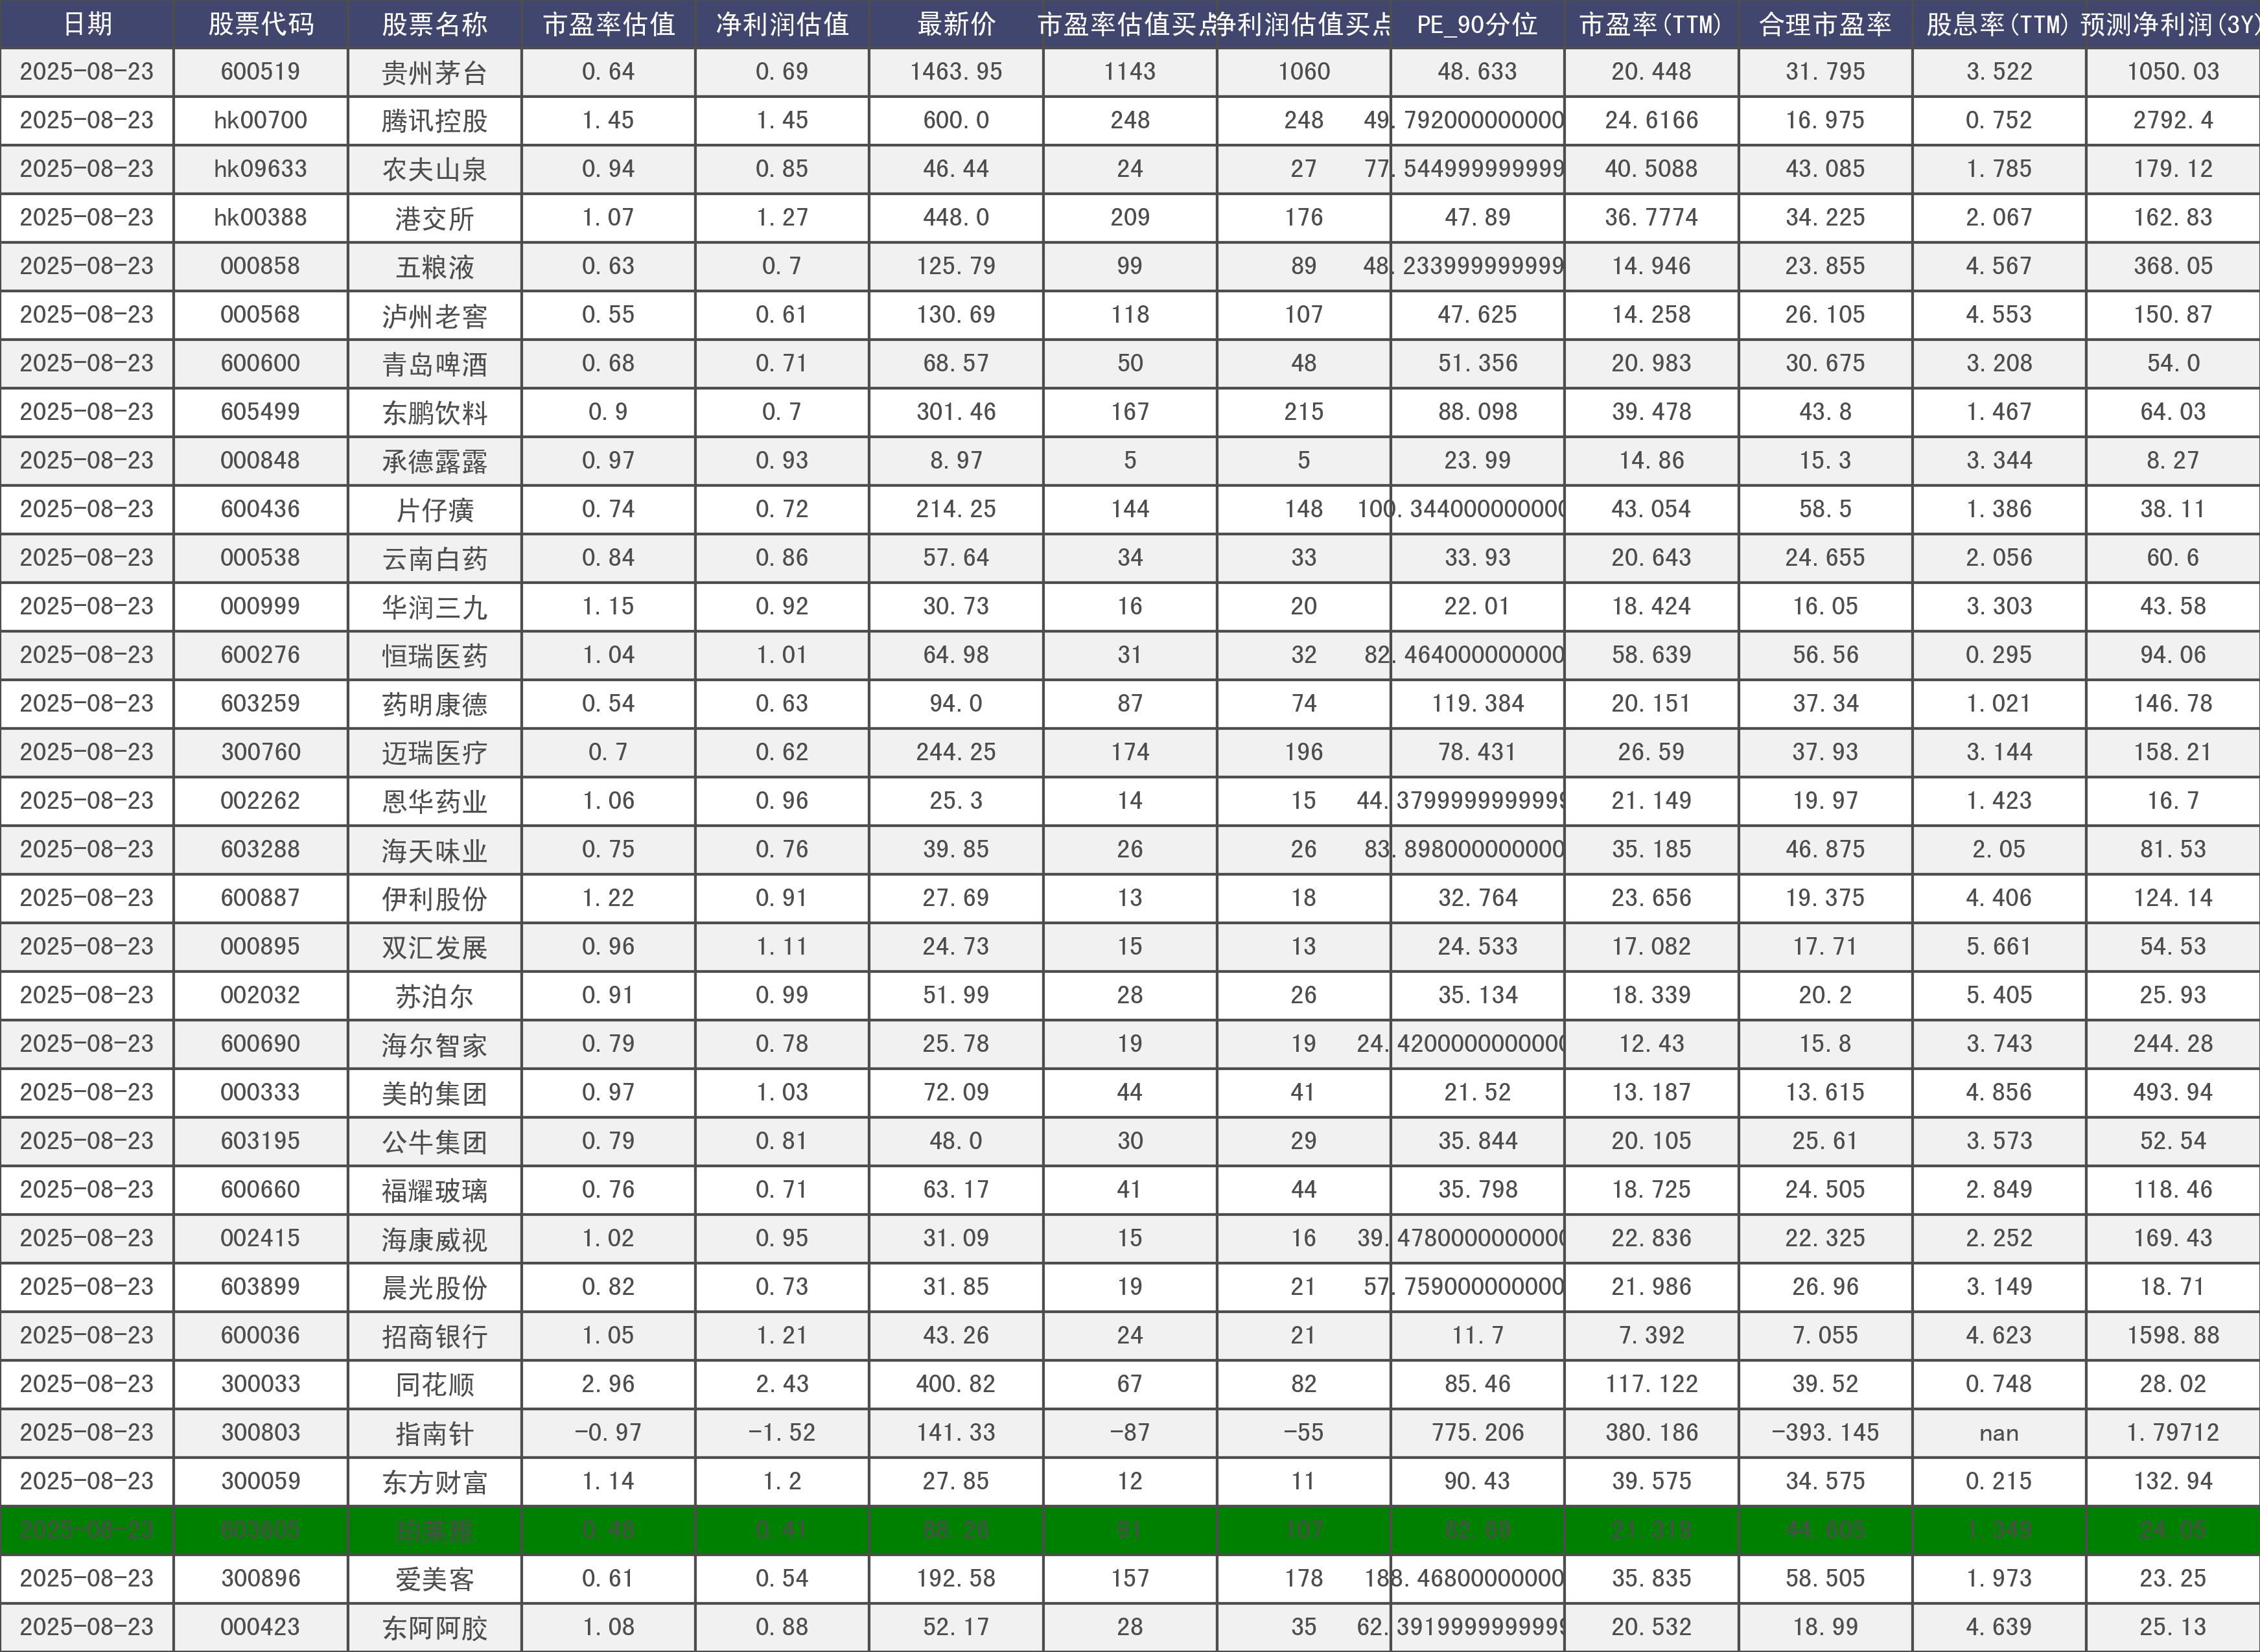 日期 股票代码 股票名称 市盈率估值 净利润估值 最新价 市盈率估值买点 净利润估值买点 PE_90分位 市盈率(TTM) 合理市盈率 股息率(TTM) 预测净利润(3Y)
2025-08-23 600519 贵州茅台 0.64 0.69 1463.95 1143 1060 48.633 20.448 31.795 3.522 1050.03
2025-08-23 hk00700 腾讯控股 1.45 1.45 600.0 248 248 49.792000000000 24.6166 16.975 0.752 2792.4
2025-08-23 hk09633 农夫山泉 0.94 0.85 46.44 24 27 77.544999999999 40.5088 43.085 1.785 179.12
2025-08-23 hk00388 港交所 1.07 1.27 448.0 209 176 47.89 36.7774 34.225 2.067 162.83
2025-08-23 000858 五粮液 0.63 0.7 125.79 99 89 48.233999999999 14.946 23.855 4.567 368.05
2025-08-23 000568 泸州老窖 0.55 0.61 130.69 118 107 47.625 14.258 26.105 4.553 150.87
2025-08-23 600600 青岛啤酒 0.68 0.71 68.57 50 48 51.356 20.983 30.675 3.208 54.0
2025-08-23 605499 东鹏饮料 0.9 0.7 301.46 167 215 88.098 39.478 43.8 1.467 64.03
2025-08-23 000848 承德露露 0.97 0.93 8.97 5 5 23.99 14.86 15.3 3.344 8.27
2025-08-23 600436 片仔癀 0.74 0.72 214.25 144 148 100.344000000000 43.054 58.5 1.386 38.11
2025-08-23 000538 云南白药 0.84 0.86 57.64 34 33 33.93 20.643 24.655 2.056 60.6
2025-08-23 000999 华润三九 1.15 0.92 30.73 16 20 22.01 18.424 16.05 3.303 43.58
2025-08-23 600276 恒瑞医药 1.04 1.01 64.98 31 32 82.464000000000 58.639 56.56 0.295 94.06
2025-08-23 603259 药明康德 0.54 0.63 94.0 87 74 119.384 20.151 37.34 1.021 146.78
2025-08-23 300760 迈瑞医疗 0.7 0.62 244.25 174 196 78.431 26.59 37.93 3.144 158.21
2025-08-23 002262 恩华药业 1.06 0.96 25.3 14 15 44.3799999999999 21.149 19.97 1.423 16.7
2025-08-23 603288 海天味业 0.75 0.76 39.85 26 26 83.898000000000 35.185 46.875 2.05 81.53
2025-08-23 600887 伊利股份 1.22 0.91 27.69 13 18 32.764 23.656 19.375 4.406 124.14
2025-08-23 000895 双汇发展 0.96 1.11 24.73 15 13 24.533 17.082 17.71 5.661 54.53
2025-08-23 002032 苏泊尔 0.91 0.99 51.99 28 26 35.134 18.339 20.2 5.405 25.93
2025-08-23 600690 海尔智家 0.79 0.78 25.78 19 19 24.4200000000000 12.43 15.8 3.743 244.28
2025-08-23 000333 美的集团 0.97 1.03 72.09 44 41 21.52 13.187 13.615 4.856 493.94
2025-08-23 603195 公牛集团 0.79 0.81 48.0 30 29 35.844 20.105 25.61 3.573 52.54
2025-08-23 600660 福耀玻璃 0.76 0.71 63.17 41 44 35.798 18.725 24.505 2.849 118.46
2025-08-23 002415 海康威视 1.02 0.95 31.09 15 16 39.4780000000000 22.836 22.325 2.252 169.43
2025-08-23 603899 晨光股份 0.82 0.73 31.85 19 21 57.759000000000 21.986 26.96 3.149 18.71
2025-08-23 600036 招商银行 1.05 1.21 43.26 24 21 11.7 7.392 7.055 4.623 1598.88
2025-08-23 300033 同花顺 2.96 2.43 400.82 67 82 85.46 117.122 39.52 0.748 28.02
2025-08-23 300803 指南针 -0.97 -1.52 141.33 -87 -55 775.206 380.186 -393.145 nan 1.79712
2025-08-23 300059 东方财富 1.14 1.2 27.85 12 11 90.43 39.575 34.575 0.215 132.94
2025-08-23 603605 珀莱雅 0.48 0.41 88.26 91 107 82.65 21.319 44.605 1.349 24.05
2025-08-23 300896 爱美客 0.61 0.54 192.58 157 178 188.46800000000 35.835 58.505 1.973 23.25
2025-08-23 000423 东阿阿胶 1.08 0.88 52.17 28 35 62.3919999999999 20.532 18.99 4.639 25.13